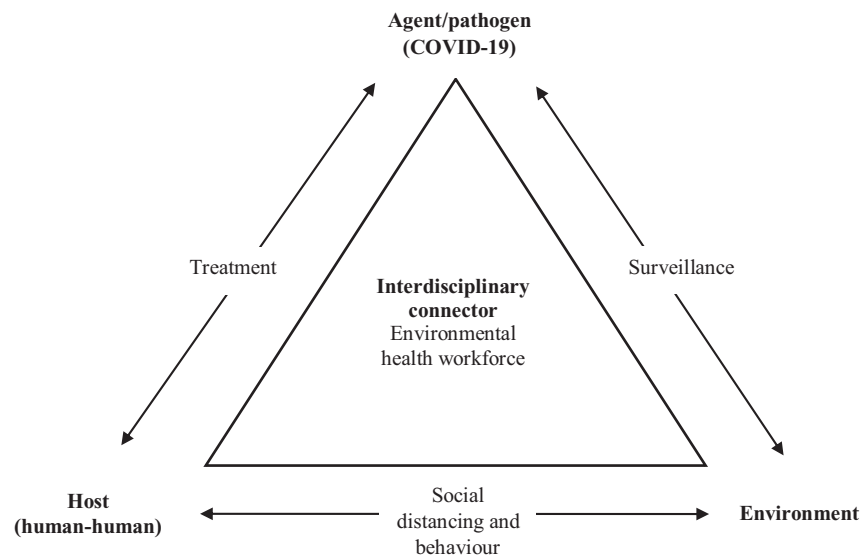 Agent/pathogen
(COVID-19)
Treatment
Surveillance
Interdisciplinary
connector
Environmental
health workforce
Host
(human-human)
Social
distancing and
behaviour
Environment